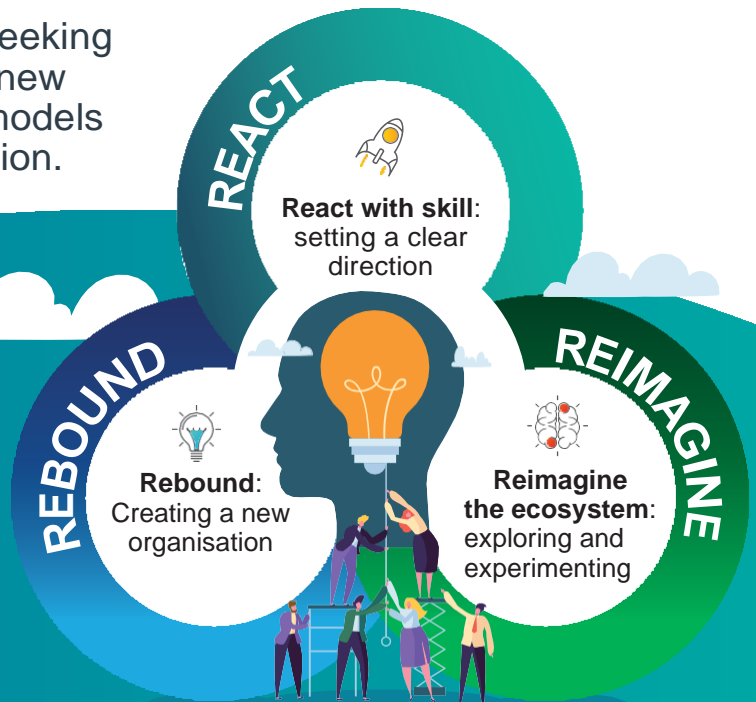 eeking
new
nodels
ion.
REACT
React with skill:
setting a clear
direction
REBOUND
Rebound:
Creating a new
organisation
REIMAGINE
Reimagine
the ecosystem:
exploring and
experimenting